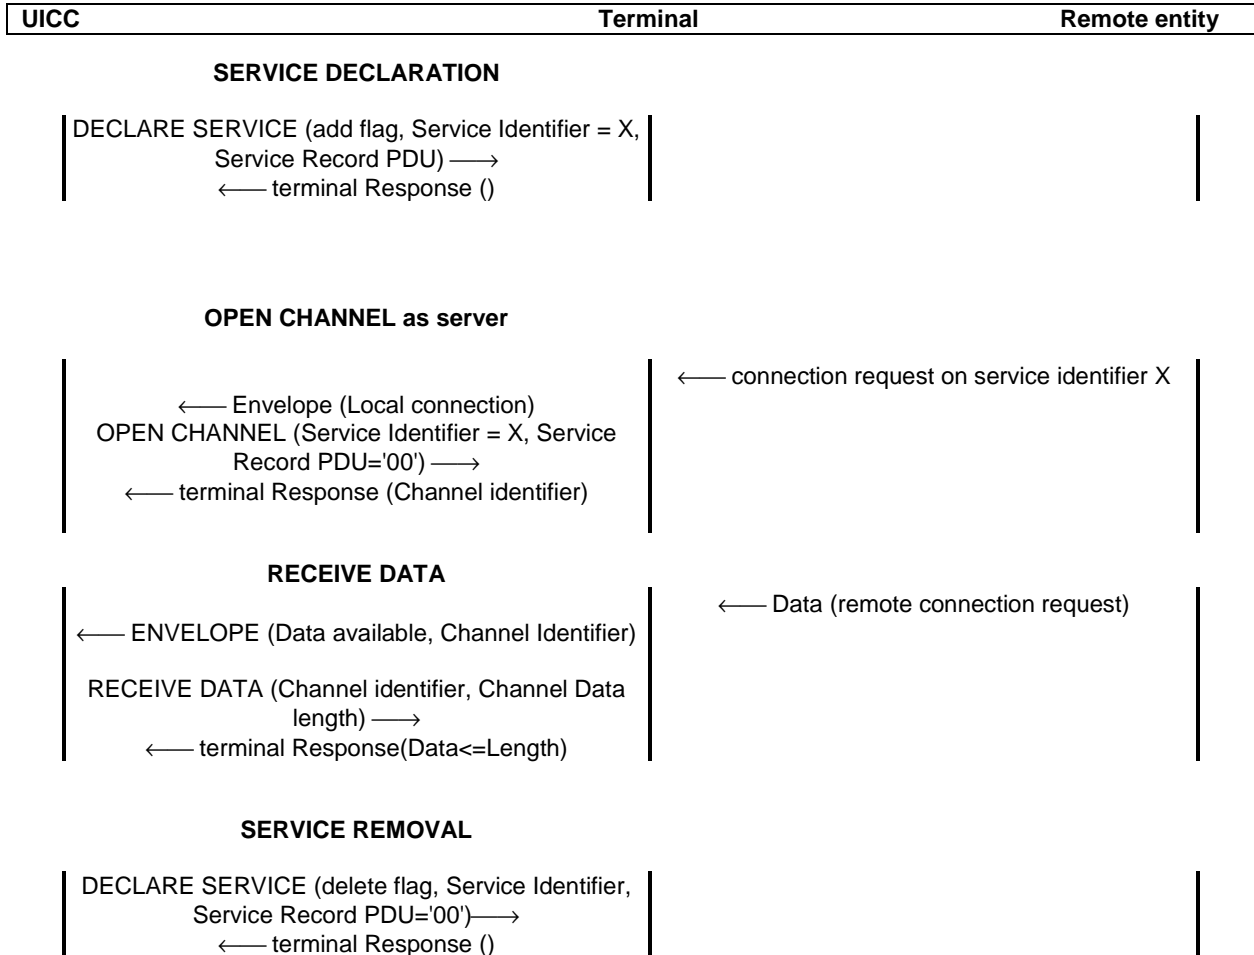 UICC Terminal Remote entity
SERVICE DECLARATION
DECLARE SERVICE (add flag, Service Identifier = X,
Service Record PDU) ⟶
⟵ terminal Response ()
OPEN CHANNEL as server
⟵ connection request on service identifier X
⟵ Envelope (Local connection)
OPEN CHANNEL (Service Identifier = X, Service
Record PDU='00') ⟶
⟵ terminal Response (Channel identifier)
RECEIVE DATA
⟵ Data (remote connection request)
⟵ ENVELOPE (Data available, Channel Identifier)
RECEIVE DATA (Channel identifier, Channel Data
length) ⟶
⟵ terminal Response(Data<=Length)
SERVICE REMOVAL
DECLARE SERVICE (delete flag, Service Identifier,
Service Record PDU='00')⟶
⟵ terminal Response ()